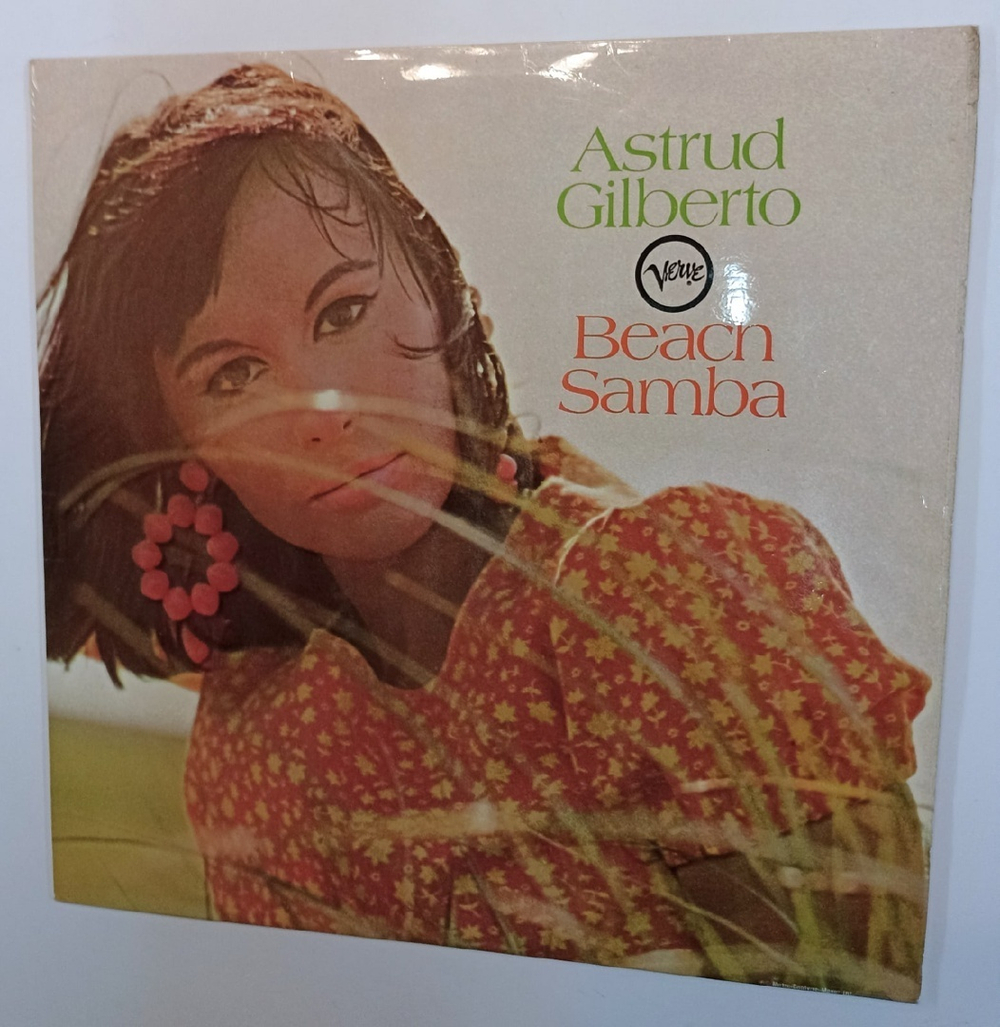 Astrud
Gilberto
Verve
Beach
Samba